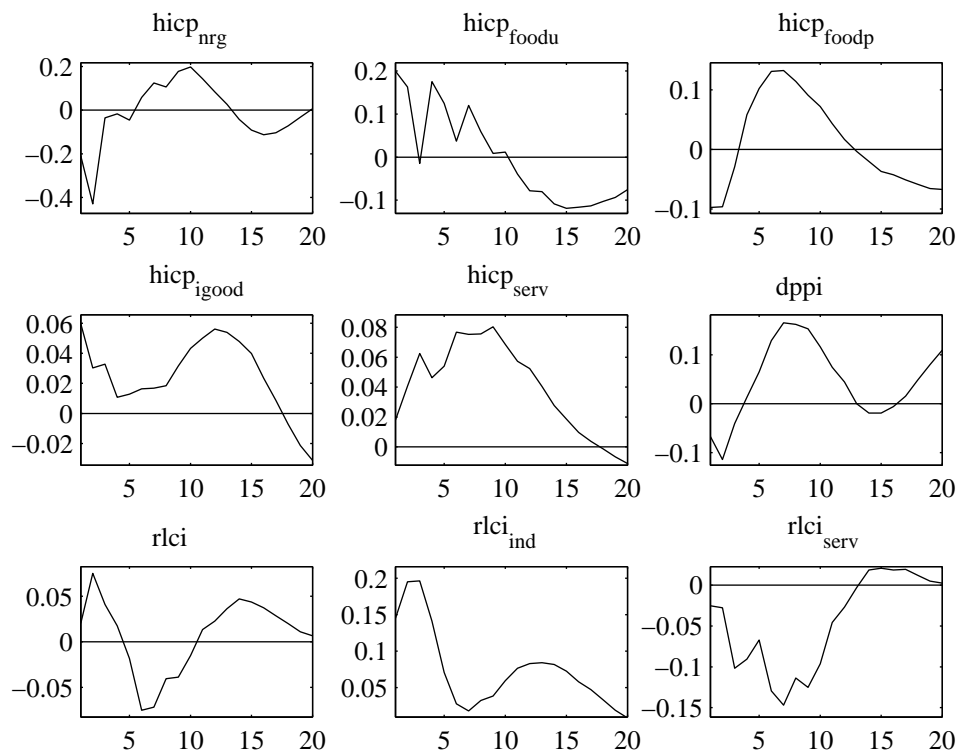 hicp_nrg hicp_foodu hicp_foodp
0.2 0 −0.2 −0.4 5 10 15 20
0.2 0.1 0 −0.1 5 10 15 20
0.1 0 −0.1 5 10 15 20
hicp_igood hicp_serv dppi
0.06 0.04 0.02 0 −0.02 5 10 15 20
0.08 0.06 0.04 0.02 0 5 10 15 20
0.1 0 −0.1 5 10 15 20
rlci rlci_ind rlci_serv
0.05 0 −0.05 5 10 15 20
0.2 0.15 0.1 0.05 5 10 15 20
0 −0.05 −0.1 −0.15 5 10 15 20